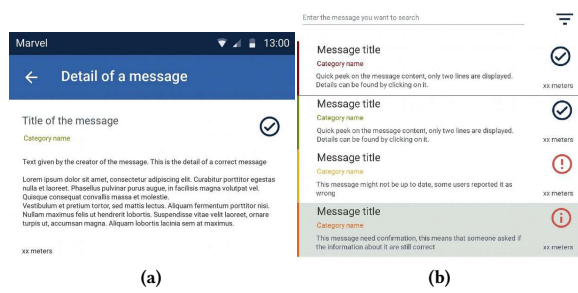 Marvel
13:00
Detail of a message
Title of the message
Category name
Text given by the creator of the message. This is the detail of a correct message
Lorem ipsum dolor sit amet, consectetur adipiscing elit. Curabitur porttitor egestas
nulla et laoreet. Phasellus pulvinar purus augue, in facilisis magna volutpat vel.
Quisque consequat convallis massa et molestie.
Vestibulum et pretium tortor, sed mattis lectus. Aliquam fermentum porttitor nisi.
Nullam maximus felis ut hendrerit lobortis. Suspendisse vitae velit laoreet, ornare
turpis ut, accumsan magna. Aliquam lobortis lacinia sem at maximus.
xx meters
(a)
Enter the message you want to search
Message title
Category name
Quick peek on the message content, only two lines are displayed.
Details can be found by clicking on it.
xx meters
Message title
Category name
Quick peek on the message content, only two lines are displayed.
Details can be found by clicking on it.
xx meters
Message title
Category name
This message might not be up to date, some users reported it as
wrong
xx meters
Message title
Category name
This message need confirmation, this means that someone asked if
the information about it are still correct
xx meters
(b)